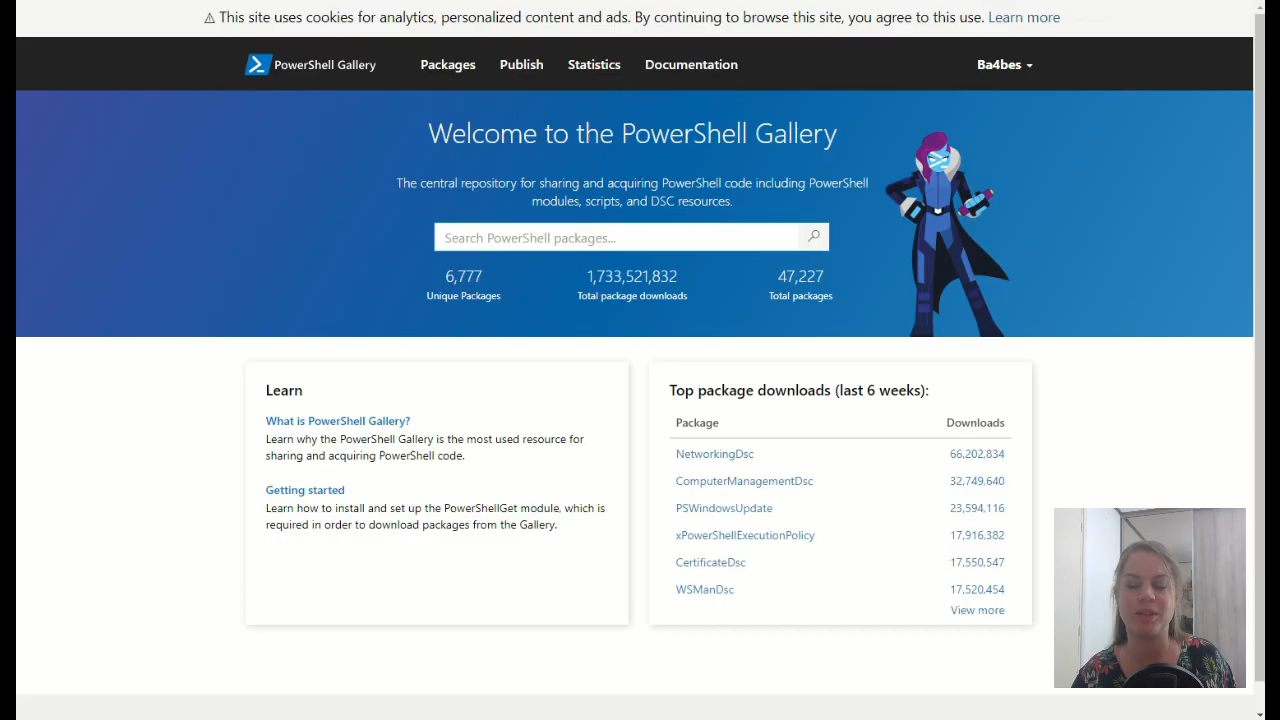 ⚠ This site uses cookies for analytics, personalized content and ads. By continuing to browse this site, you agree to this use. Learn more
PowerShell Gallery Packages Publish Statistics Documentation Ba4bes
Welcome to the PowerShell Gallery
The central repository for sharing and acquiring PowerShell code including PowerShell
modules, scripts, and DSC resources.
Search PowerShell packages...
6,777 1,733,521,832 47,227
Unique Packages Total package downloads Total packages
Learn
What is PowerShell Gallery?
Learn why the PowerShell Gallery is the most used resource for
sharing and acquiring PowerShell code.
Getting started
Learn how to install and set up the PowerShellGet module, which is
required in order to download packages from the Gallery.
Top package downloads (last 6 weeks):
Package Downloads
NetworkingDsc 66,202,834
ComputerManagementDsc 32,749,640
PSWindowsUpdate 23,594,116
xPowerShellExecutionPolicy 17,916,382
CertificateDsc 17,550,547
WSManDsc 17,520,454
View more